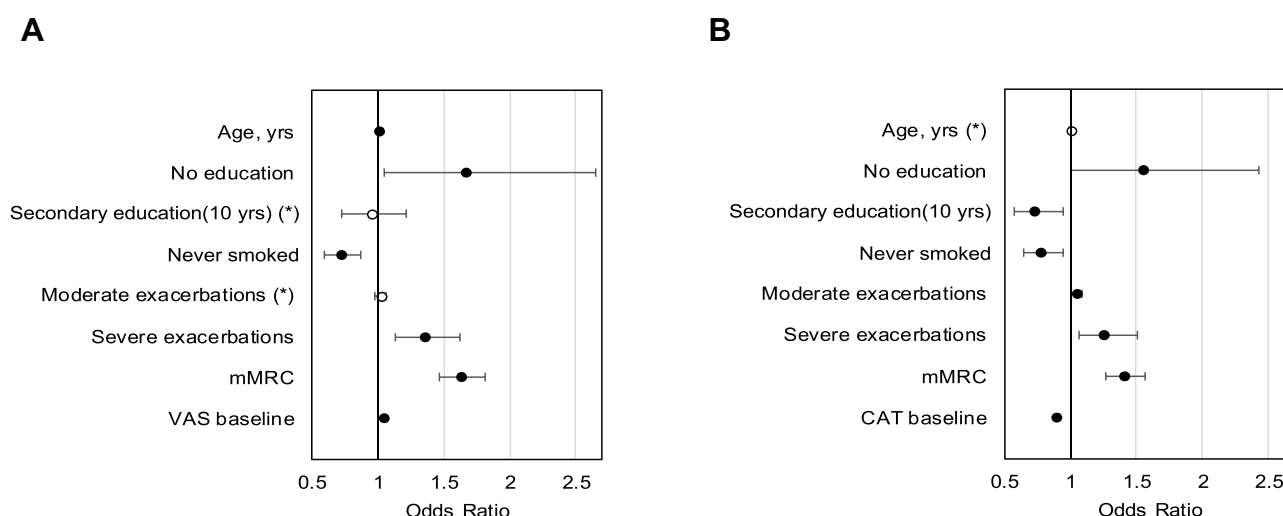 A
Age, yrs
No education
Secondary education(10 yrs) (*)
Never smoked
Moderate exacerbations (*)
Severe exacerbations
mMRC
VAS baseline
0.5 1 1.5 2 2.5
Odds Ratio
B
Age, yrs (*)
No education
Secondary education(10 yrs)
Never smoked
Moderate exacerbations
Severe exacerbations
mMRC
CAT baseline
0.5 1 1.5 2 2.5
Odds Ratio